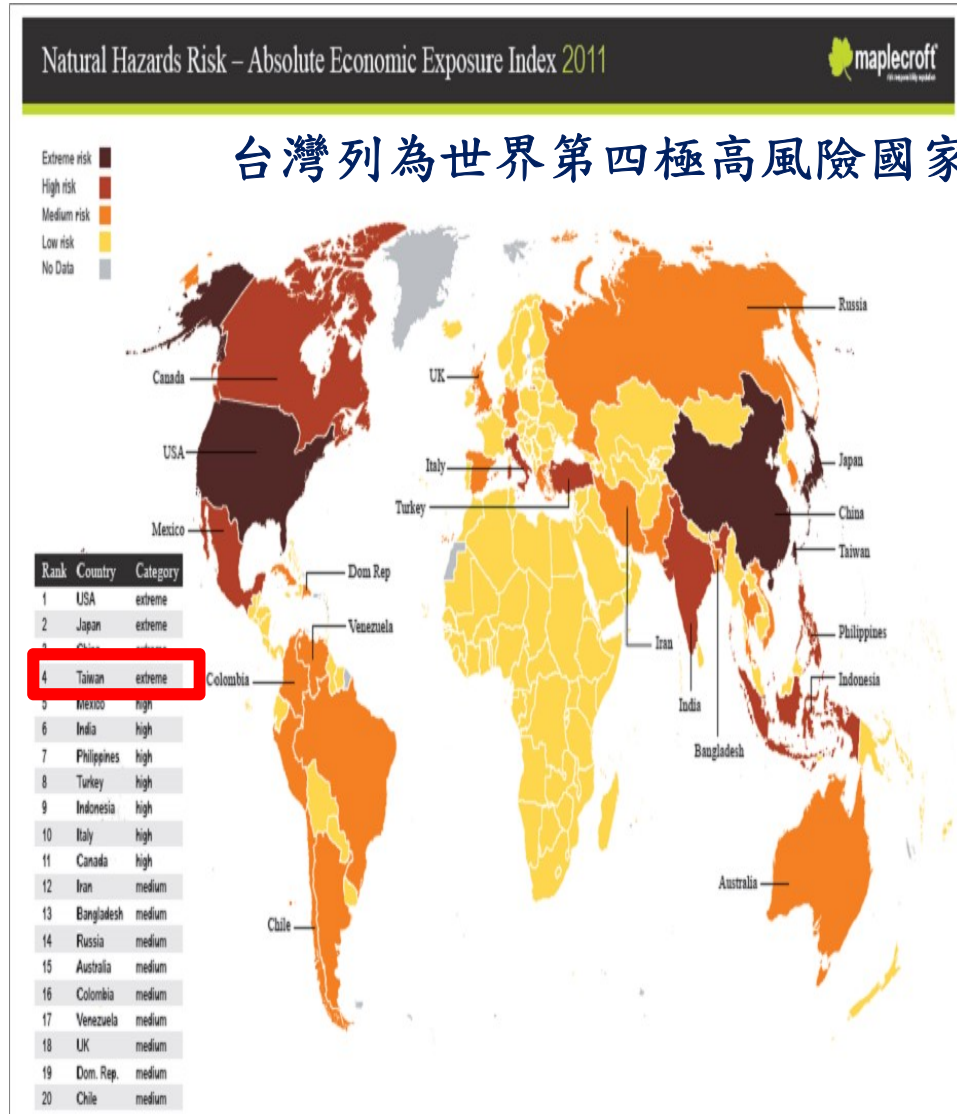 Natural Hazards Risk – Absolute Economic Exposure Index 2011
maplecroft
台灣列為世界第四極高風險國家
Extreme risk
High risk
Medium risk
Low risk
No Data
Russia
Canada
UK
USA
Italy
Japan
Turkey
China
Mexico
Taiwan
Dom Rep
Venezuela
Iran
Philippines
Colombia
India
Indonesia
Bangladesh
Australia
Chile
Rank Country Category
1 USA extreme
2 Japan extreme
4 Taiwan extreme
5 Mexico high
6 India high
7 Philippines high
8 Turkey high
9 Indonesia high
10 Italy high
11 Canada high
12 Iran medium
13 Bangladesh medium
14 Russia medium
15 Australia medium
16 Colombia medium
17 Venezuela medium
18 UK medium
19 Dom. Rep. medium
20 Chile medium